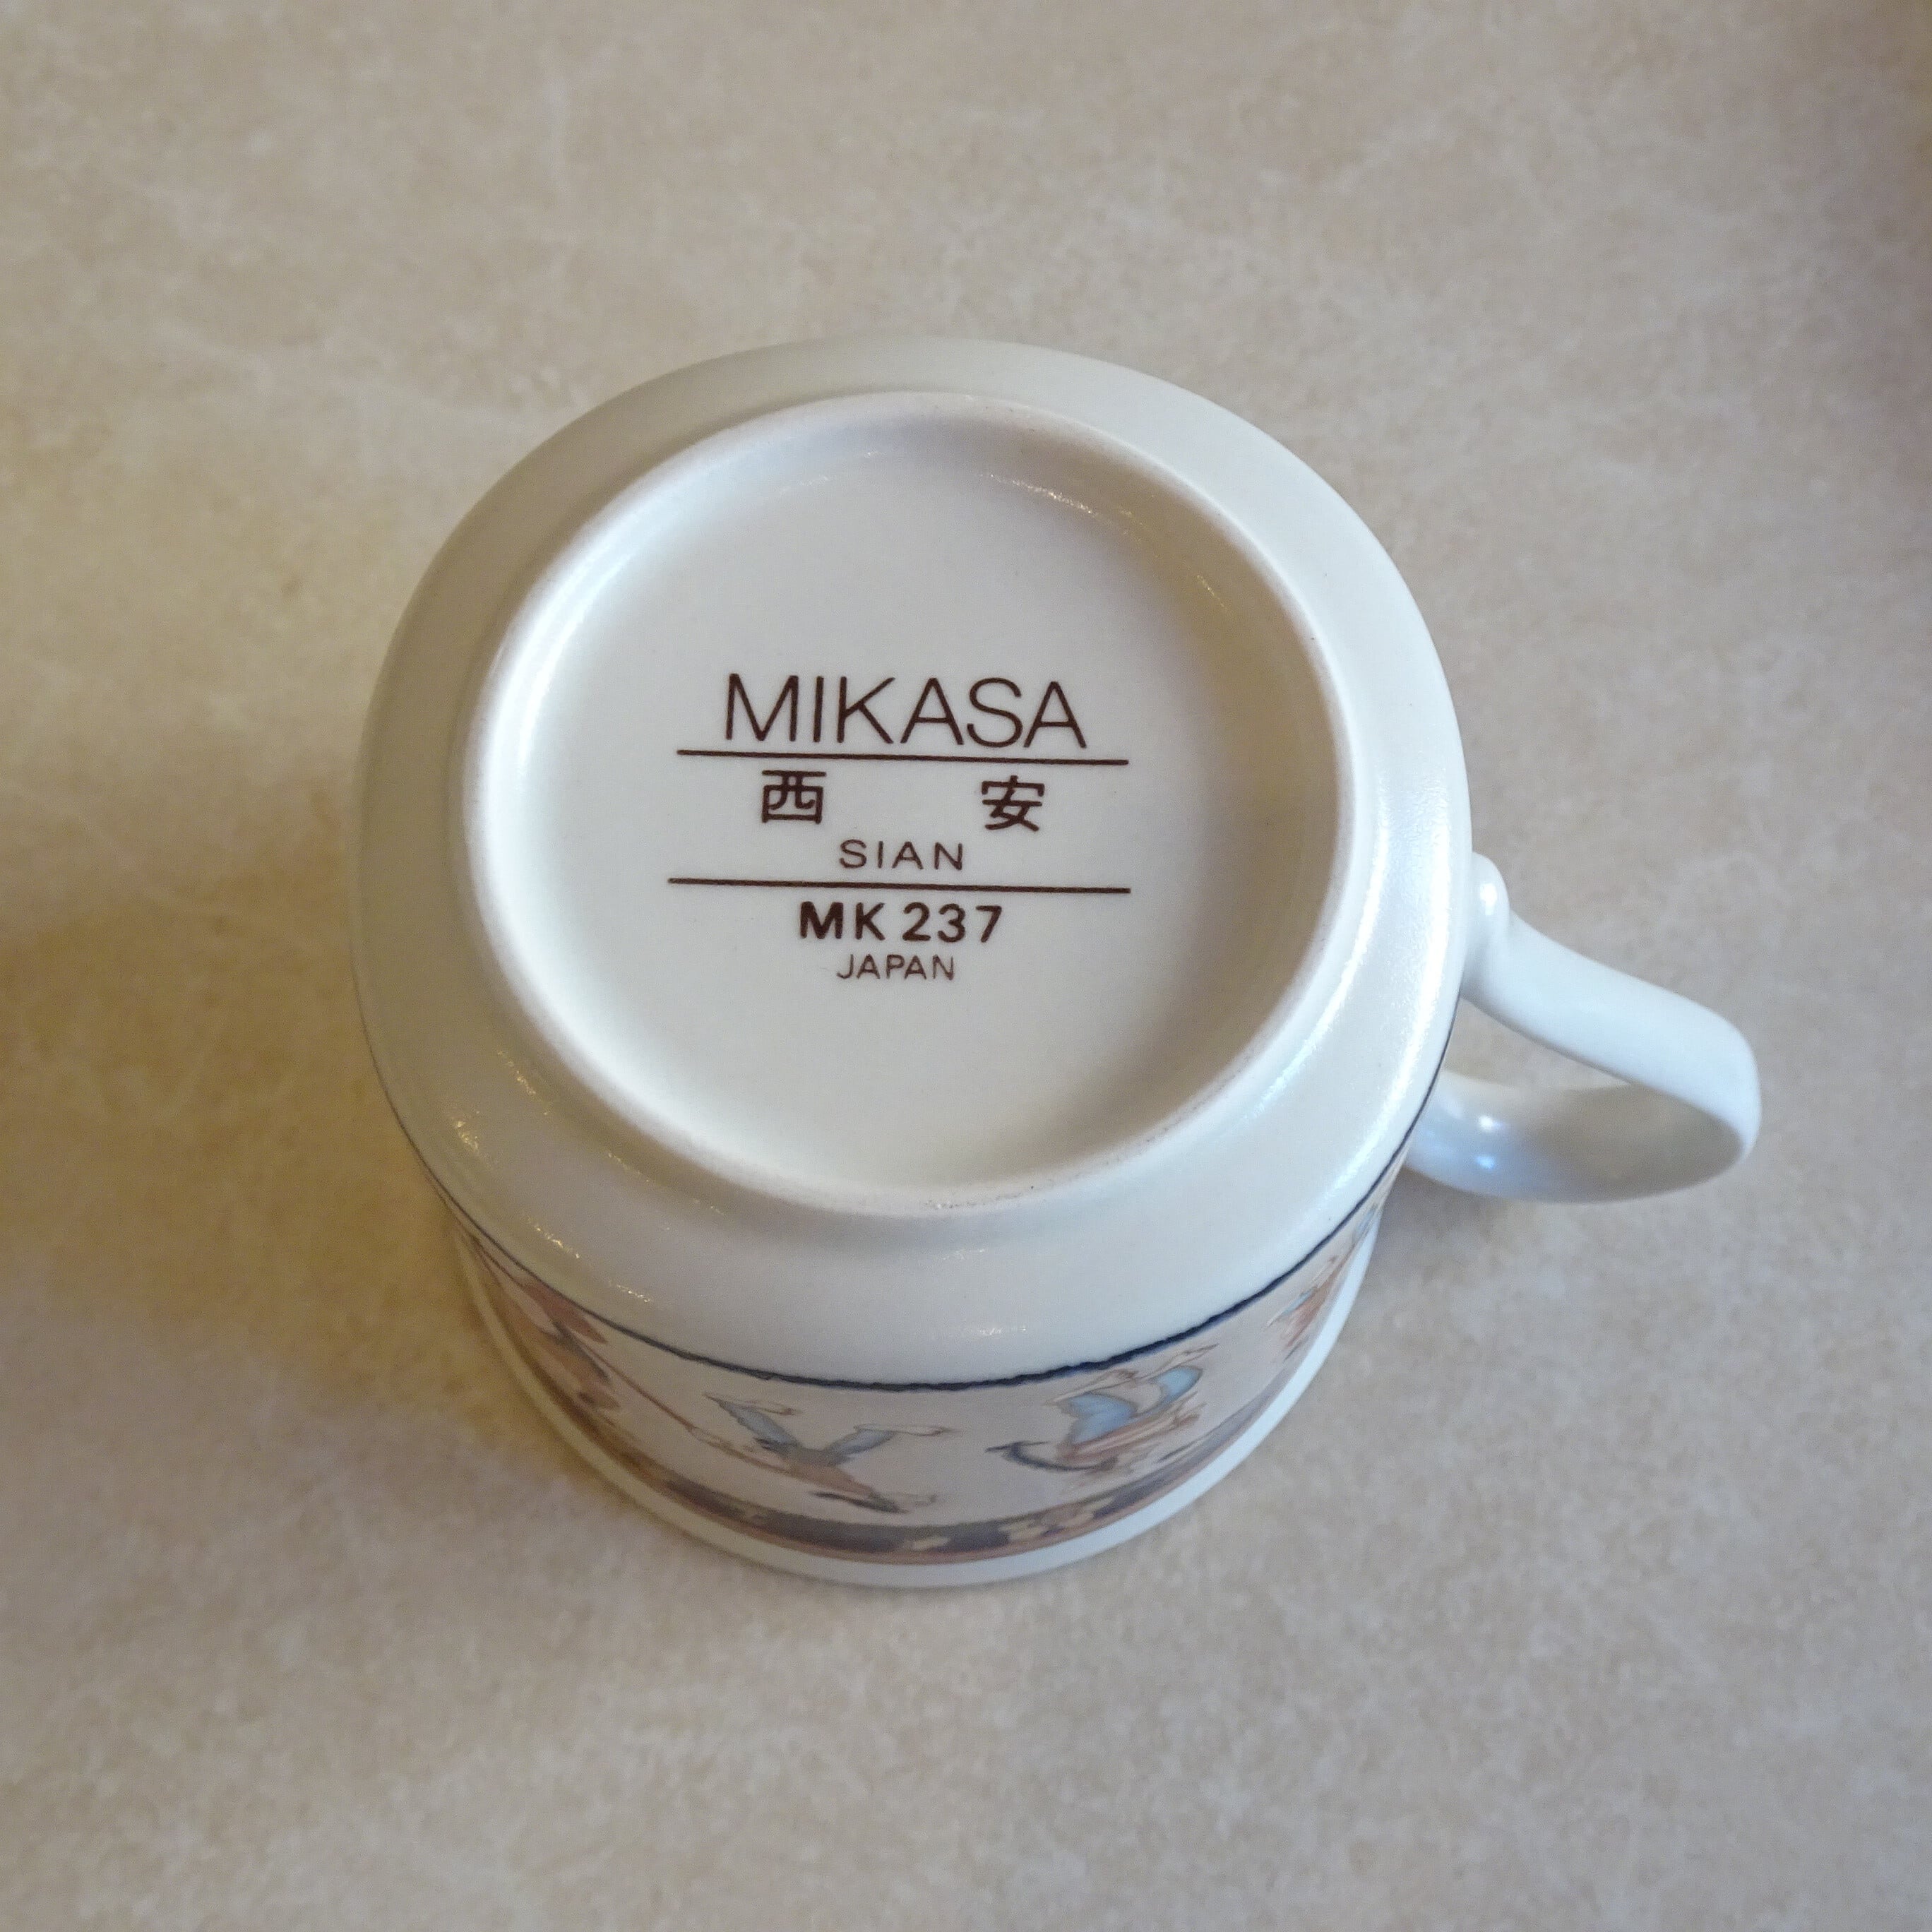 MIKASA
西 安
SIAN
MK 237
JAPAN